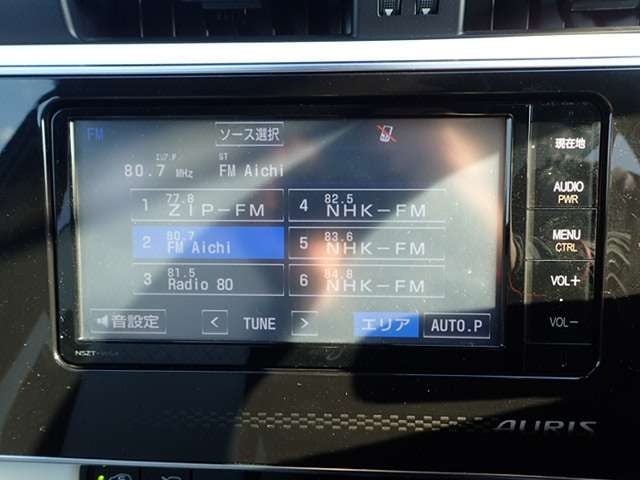 FM
ソース選択
現在地
80.7 MHz
ST
FM Aichi
AUDIO
PWR
1 77.8 ZIP-FM
4 82.5 NHK-FM
2 80.7 FM Aichi
5 83.6 NHK-FM
MENU
CTRL
3 81.5 Radio 80
6 84.8 NHK-FM
VOL+
音設定
< TUNE >
エリア
AUTO.P
VOL-
AURIS